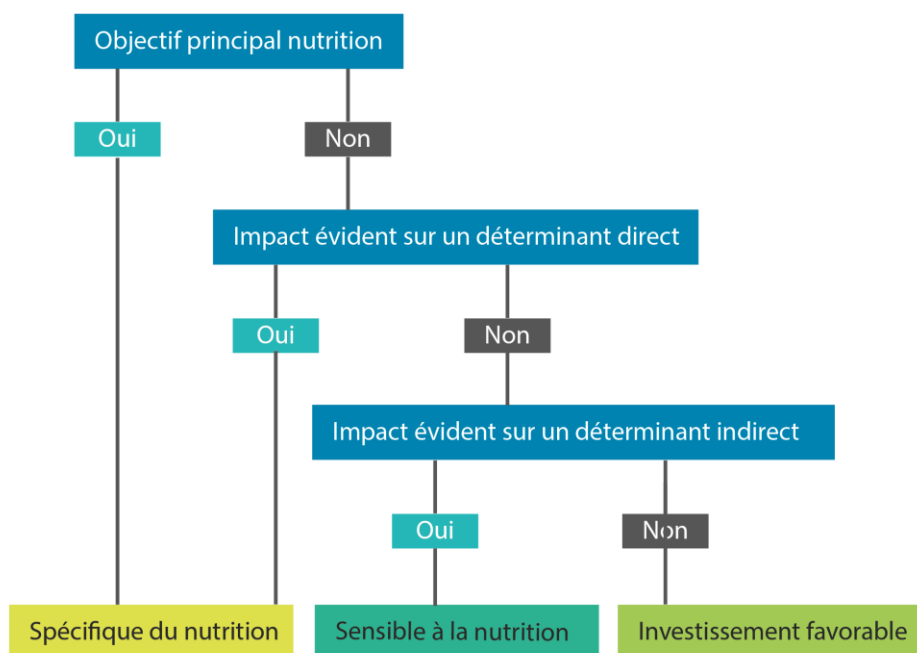 Objectif principal nutrition
Oui
Non
Impact évident sur un déterminant direct
Oui
Non
Impact évident sur un déterminant indirect
Oui
Non
Spécifique du nutrition
Sensible à la nutrition
Investissement favorable